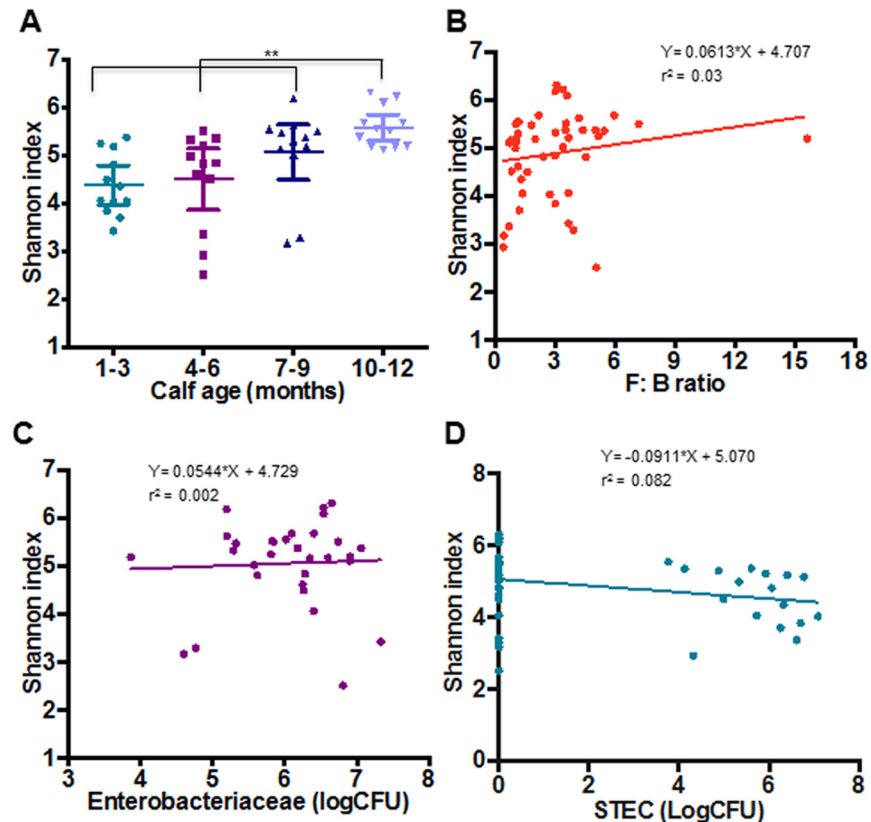 A
**
7
6
5
4
3
2
1
Shannon index
1-3 4-6 7-9 10-12
Calf age (months)
B
Y= 0.0613*X + 4.707
r² = 0.03
7
6
5
4
3
2
1
Shannon index
0 3 6 9 12 15 18
F: B ratio
C
Y= 0.0544*X + 4.729
r² = 0.002
7
6
5
4
3
2
1
Shannon index
3 4 5 6 7 8
Enterobacteriaceae (logCFU)
D
Y= -0.0911*X + 5.070
r² = 0.082
8
6
4
2
0
Shannon index
0 2 4 6 8
STEC (LogCFU)